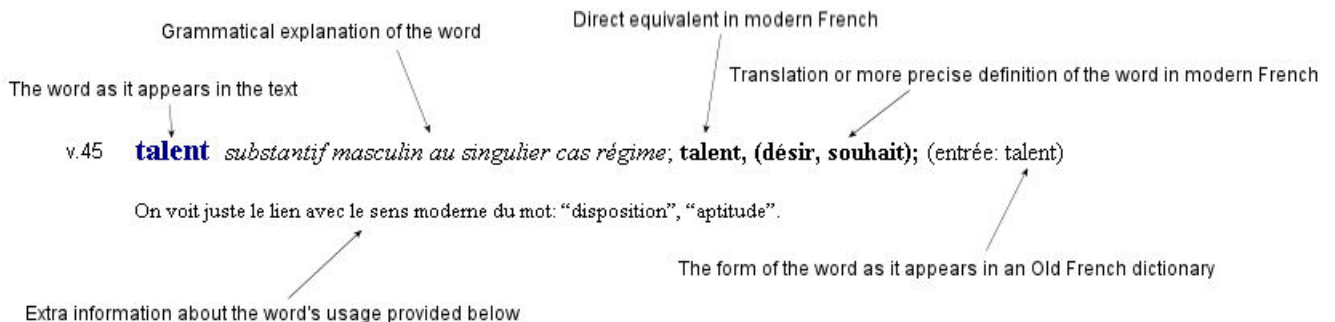 Direct equivalent in modern French
Grammatical explanation of the word
Translation or more precise definition of the word in modern French
The word as it appears in the text
v.45 talent substantif masculin au singulier cas régime; talent, (désir, souhait); (entrée: talent)
On voit juste le lien avec le sens moderne du mot: “disposition”, “aptitude”.
The form of the word as it appears in an Old French dictionary
Extra information about the word's usage provided below